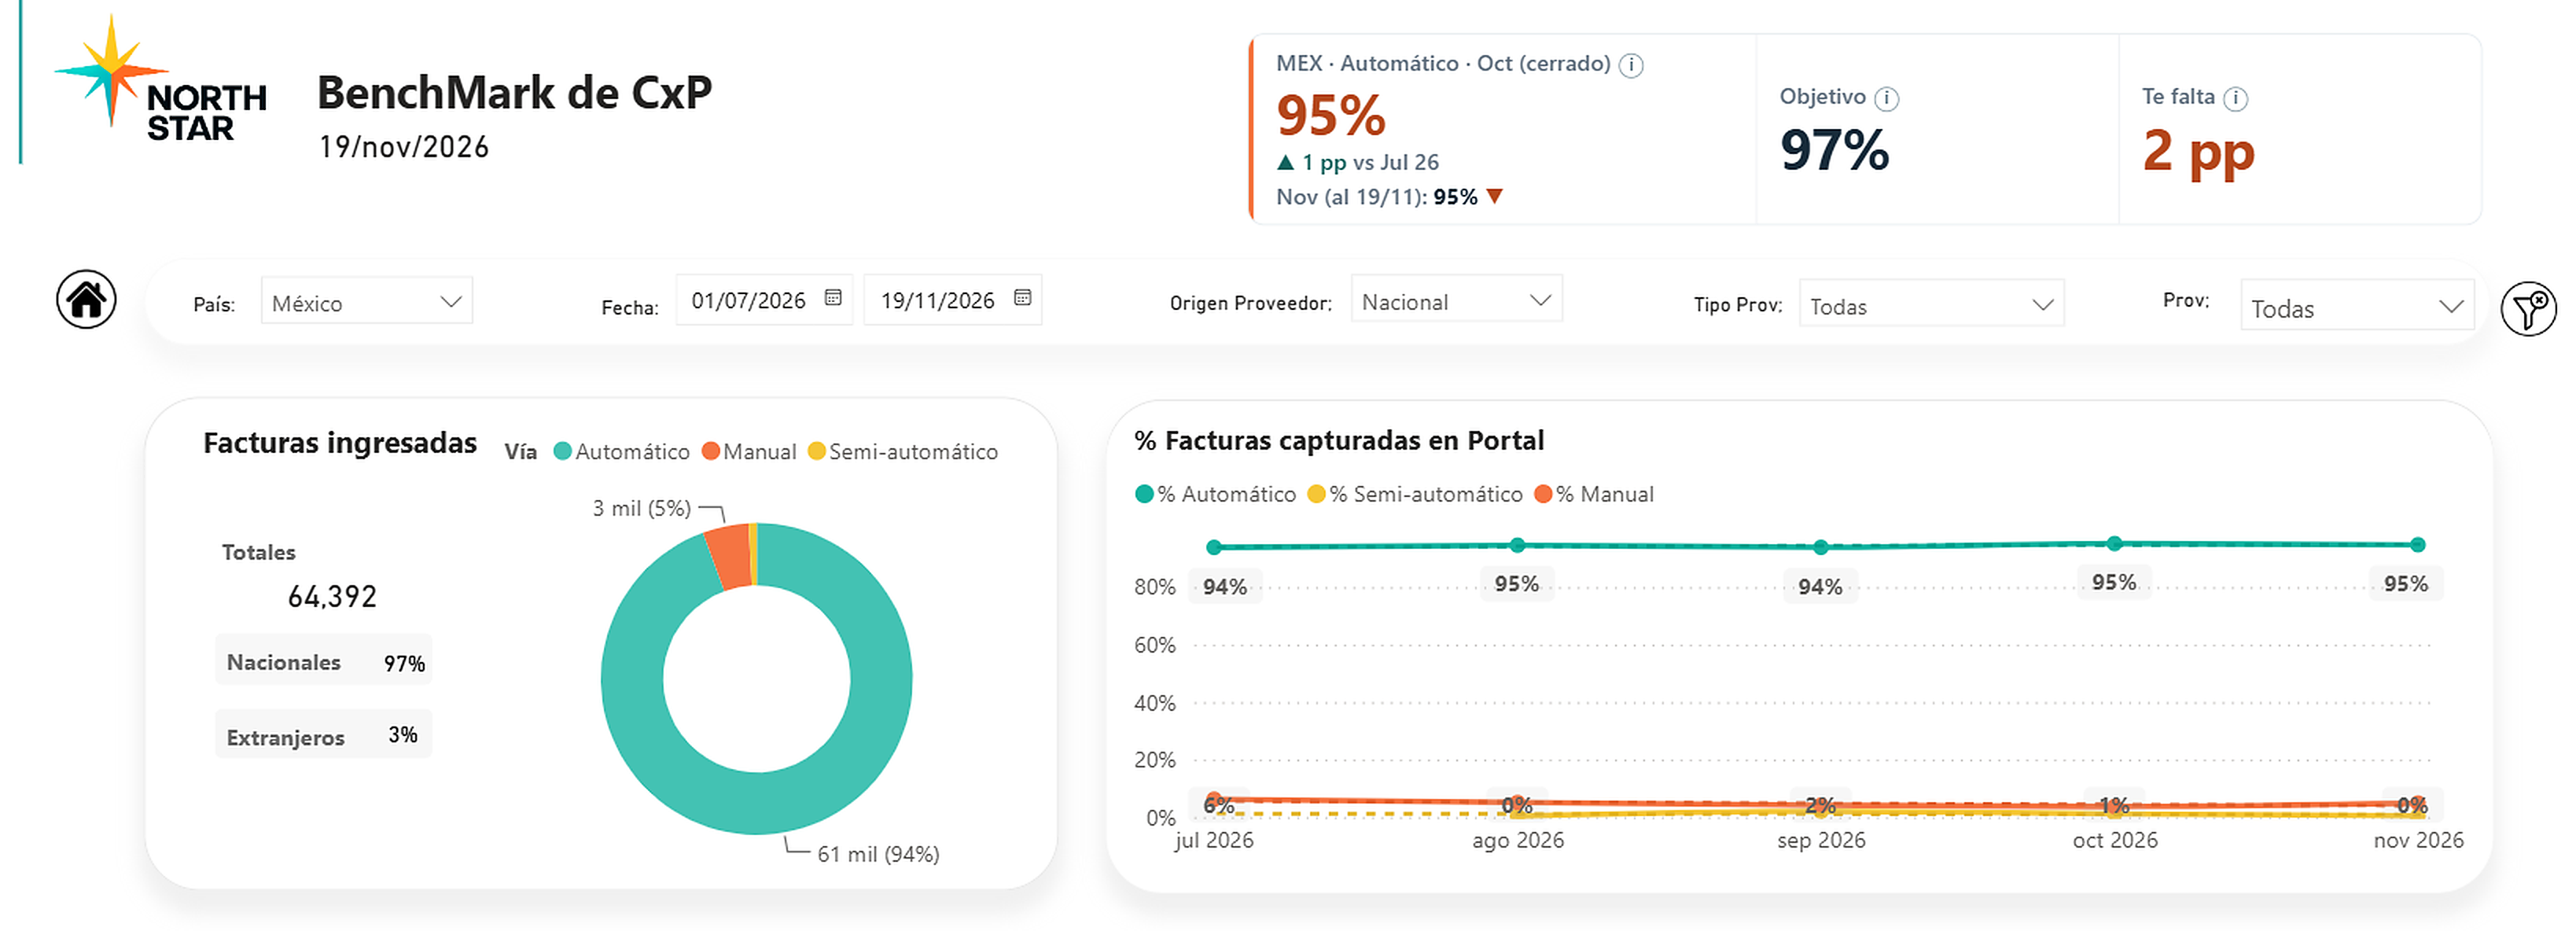 NORTH
STAR
BenchMark de CxP
19/nov/2026
MEX · Automático · Oct (cerrado) i
95%
▲ 1 pp vs Jul 26
Nov (al 19/11): 95% ▼
Objetivo i
97%
Te falta i
2 pp
País: México
Fecha: 01/07/2026 19/11/2026
Origen Proveedor: Nacional
Tipo Prov: Todas
Prov: Todas
Facturas ingresadas
Vía Automático Manual Semi-automático
Totales
64,392
Nacionales 97%
Extranjeros 3%
3 mil (5%)
61 mil (94%)
% Facturas capturadas en Portal
% Automático % Semi-automático % Manual
94% 95% 94% 95% 95%
80%
60%
40%
20%
0%
6% 0% 2% 1% 0%
jul 2026 ago 2026 sep 2026 oct 2026 nov 2026